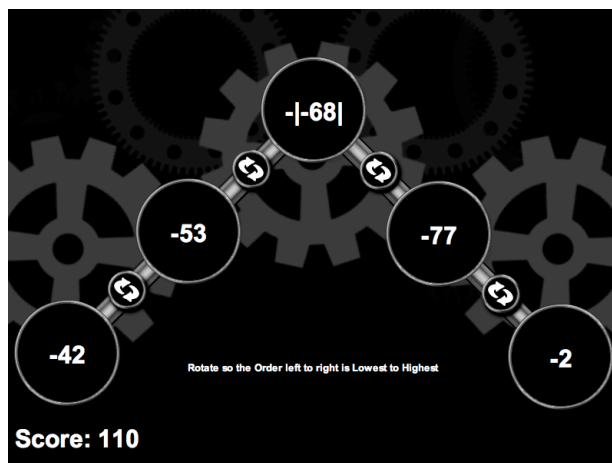 -|-68|
-53
-77
-42
-2
Rotate so the Order left to right is Lowest to Highest
Score: 110